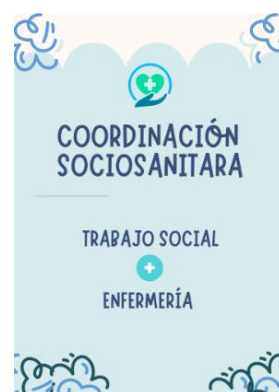 COORDINACIÓN
SOCIOSANITARA
TRABAJO SOCIAL
+
ENFERMERÍA